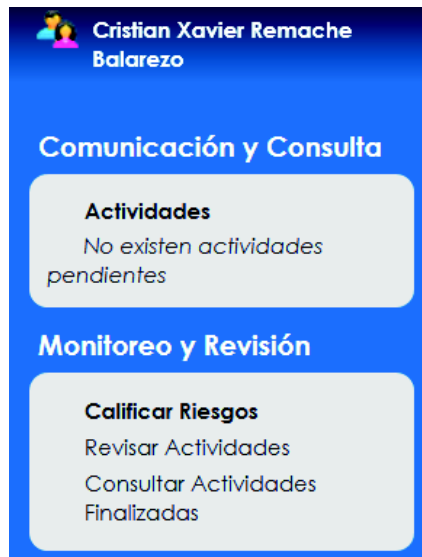 Cristian Xavier Remache
Balarezo
Comunicación y Consulta
Actividades
No existen actividades
pendientes
Monitoreo y Revisión
Calificar Riesgos
Revisar Actividades
Consultar Actividades
Finalizadas